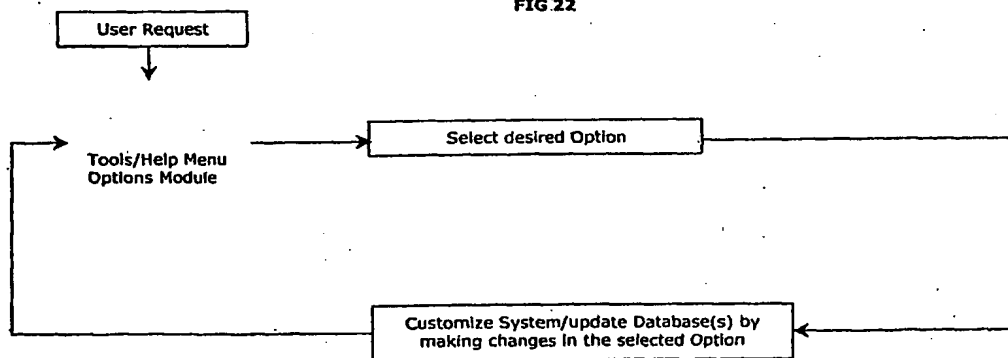 FIG.22
User Request
Select desired Option
Tools/Help Menu
Options Module
Customize System/update Database(s) by
making changes in the selected Option